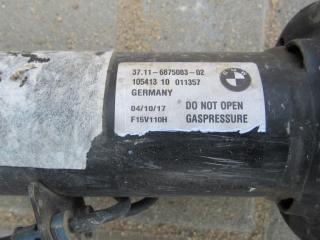 37.11-6875083-02
105413 10 011357
GERMANY
04/10/17 DO NOT OPEN
F15V110H GASPRESSURE